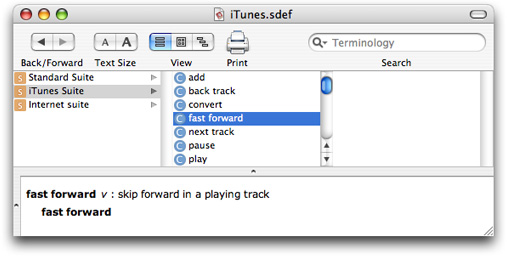 iTunes.sdef
A A
Terminology
Back/Forward Text Size View Print Search
S Standard Suite
S iTunes Suite
S Internet suite
C add
C back track
C convert
C fast forward
C next track
C pause
C play
fast forward v : skip forward in a playing track
fast forward